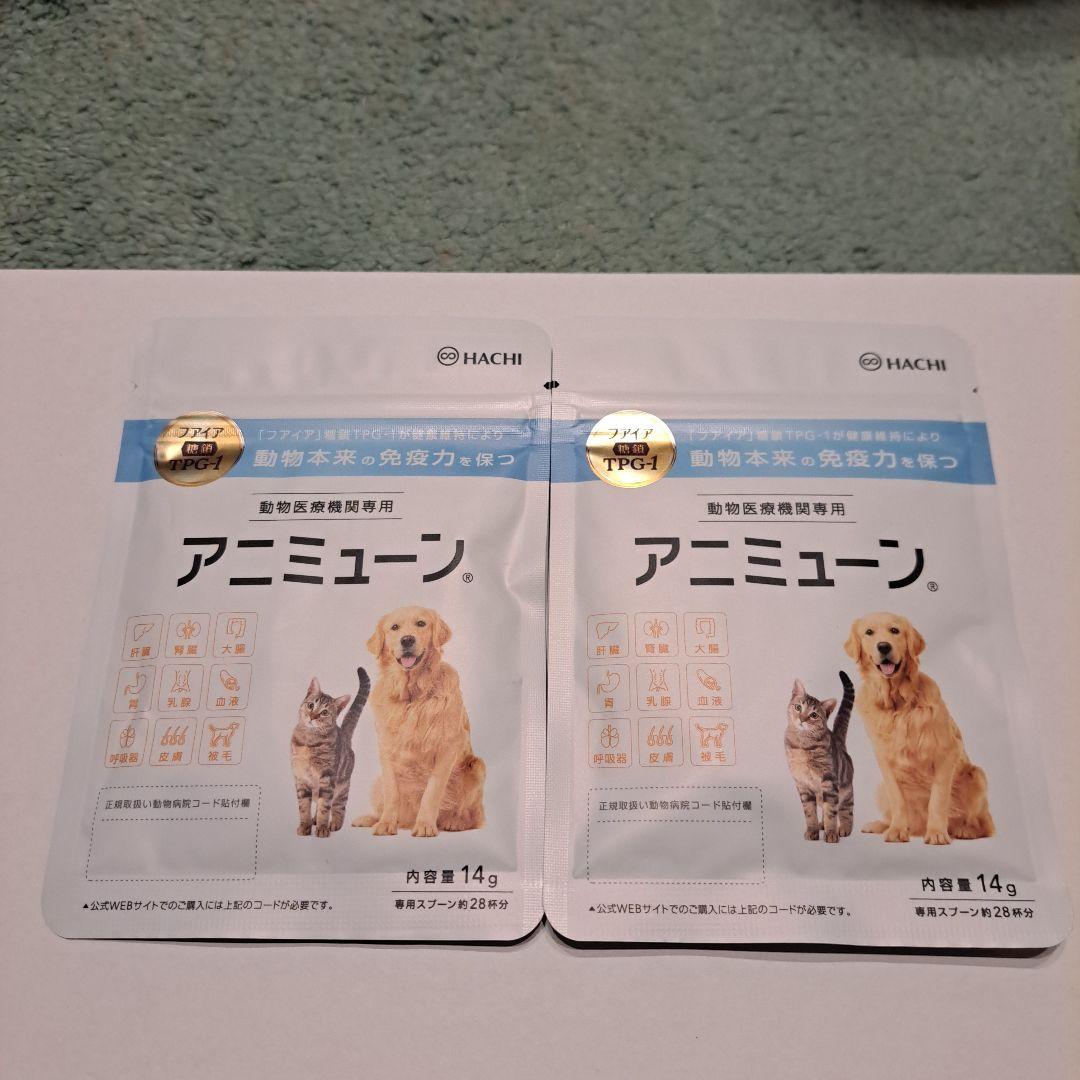 HACHI
フアイア
糖鎖
TPG-1
「フアイア」糖鎖TPG-1が健康維持により
動物本来の免疫力を保つ
動物医療機関専用
アニミューン®
肝臓 腎臓 大腸
胃 乳腺 血液
呼吸器 皮膚 被毛
正規取扱い動物病院コード貼付欄
内容量 14g
専用スプーン約28杯分
▲公式WEBサイトでのご購入には上記のコードが必要です。
HACHI
フアイア
糖鎖
TPG-1
「フアイア」糖鎖TPG-1が健康維持により
動物本来の免疫力を保つ
動物医療機関専用
アニミューン®
肝臓 腎臓 大腸
胃 乳腺 血液
呼吸器 皮膚 被毛
正規取扱い動物病院コード貼付欄
内容量 14g
専用スプーン約28杯分
▲公式WEBサイトでのご購入には上記のコードが必要です。